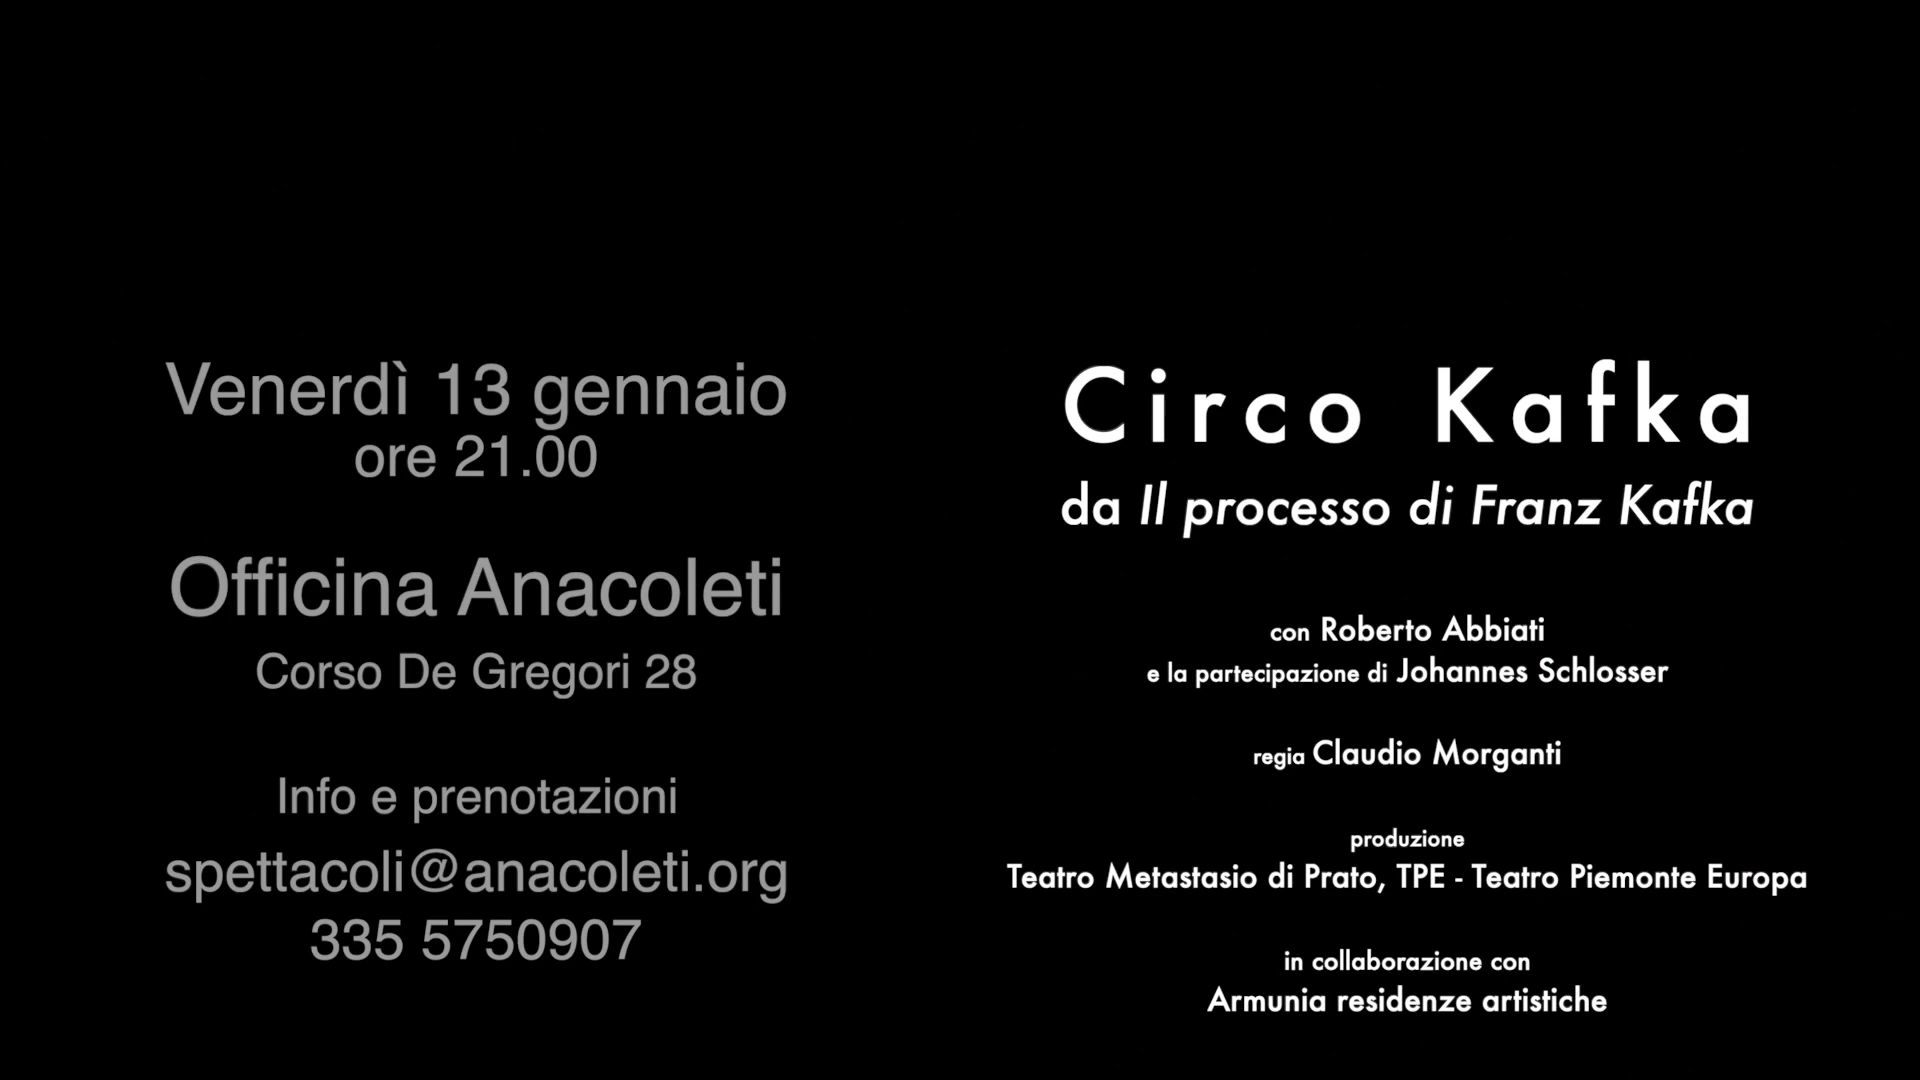 Venerdì 13 gennaio
ore 21.00
Officina Anacoleti
Corso De Gregori 28
Info e prenotazioni
spettacoli@anacoleti.org
335 5750907
Circo Kafka
da Il processo di Franz Kafka
con Roberto Abbiati
e la partecipazione di Johannes Schlosser
regia Claudio Morganti
produzione
Teatro Metastasio di Prato, TPE - Teatro Piemonte Europa
in collaborazione con
Armunia residenze artistiche